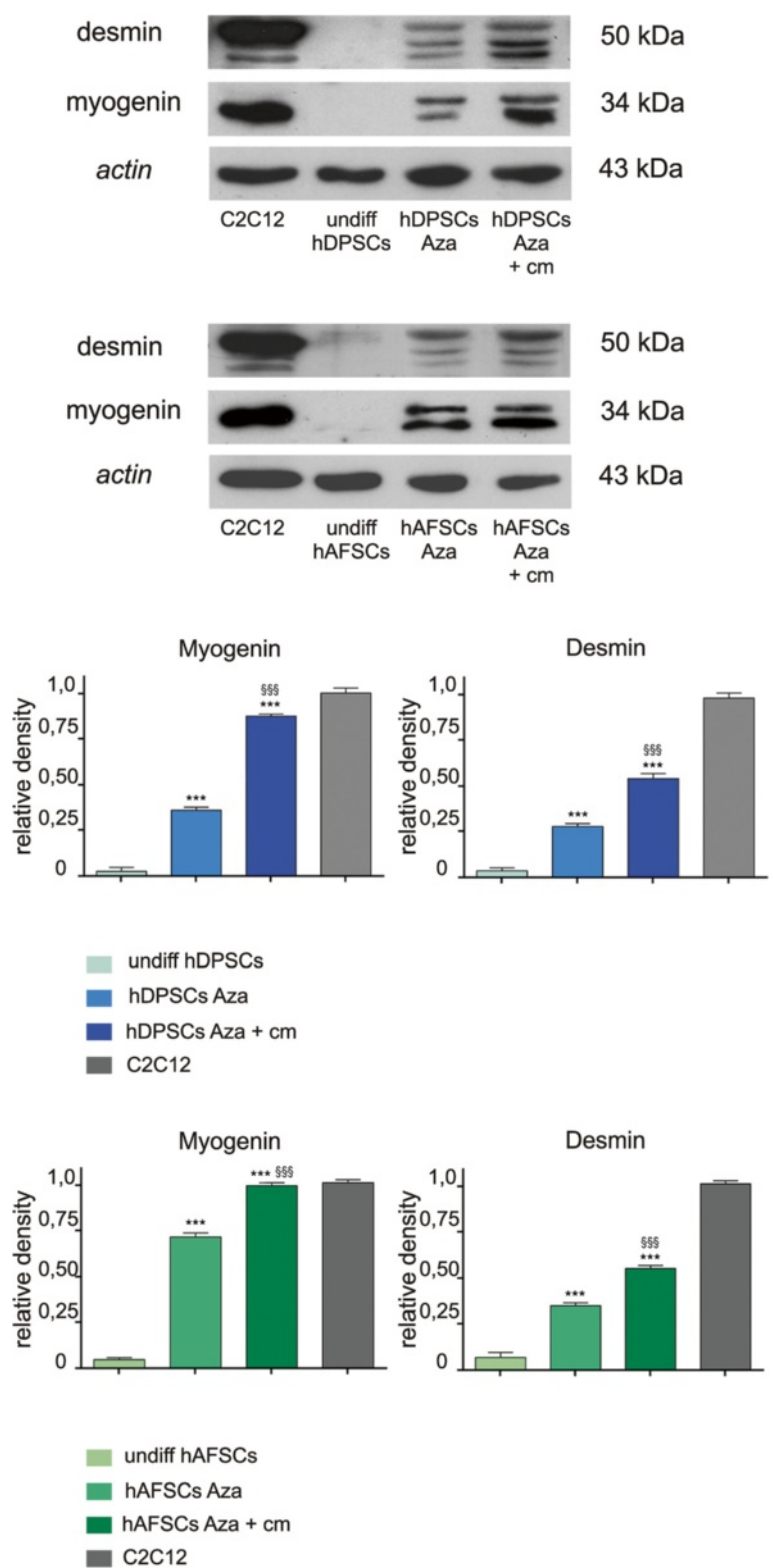 desmin 50 kDa
myogenin 34 kDa
actin 43 kDa
C2C12 undiff hDPSCs hDPSCs
hDPSCs Aza Aza
+ cm
desmin 50 kDa
myogenin 34 kDa
actin 43 kDa
C2C12 undiff hAFSCs hAFSCs
hAFSCs Aza Aza
+ cm
Myogenin Desmin
relative density
1,0
0,75
0,50
0,25
0
***
§§§
***
relative density
1,0
0,75
0,50
0,25
0
***
§§§
***
undiff hDPSCs
hDPSCs Aza
hDPSCs Aza + cm
C2C12
Myogenin Desmin
relative density
1,0
0,75
0,50
0,25
0
***
*** §§§
relative density
1,0
0,75
0,50
0,25
0
***
§§§
***
undiff hAFSCs
hAFSCs Aza
hAFSCs Aza + cm
C2C12